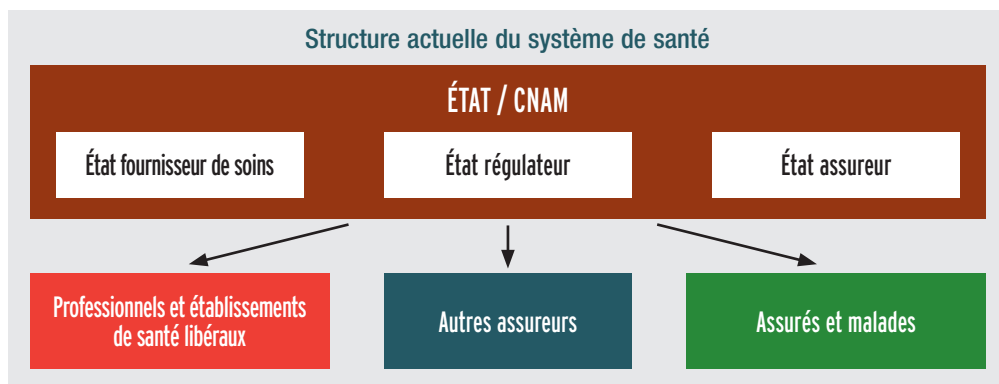 Structure actuelle du système de santé
ÉTAT / CNAM
État fournisseur de soins
État régulateur
État assureur
Professionnels et établissements
de santé libéraux
Autres assureurs
Assurés et malades